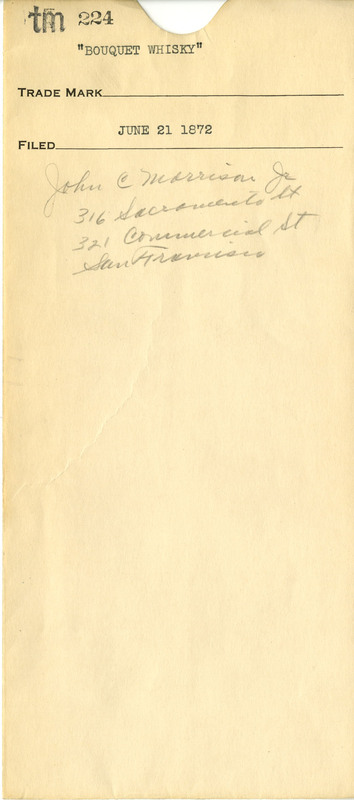 tm 224
"BOUQUET WHISKY"
TRADE MARK
JUNE 21 1872
FILED
John C Morrison Jr
316 Sacramento St
321 Commercial St
San Francisco